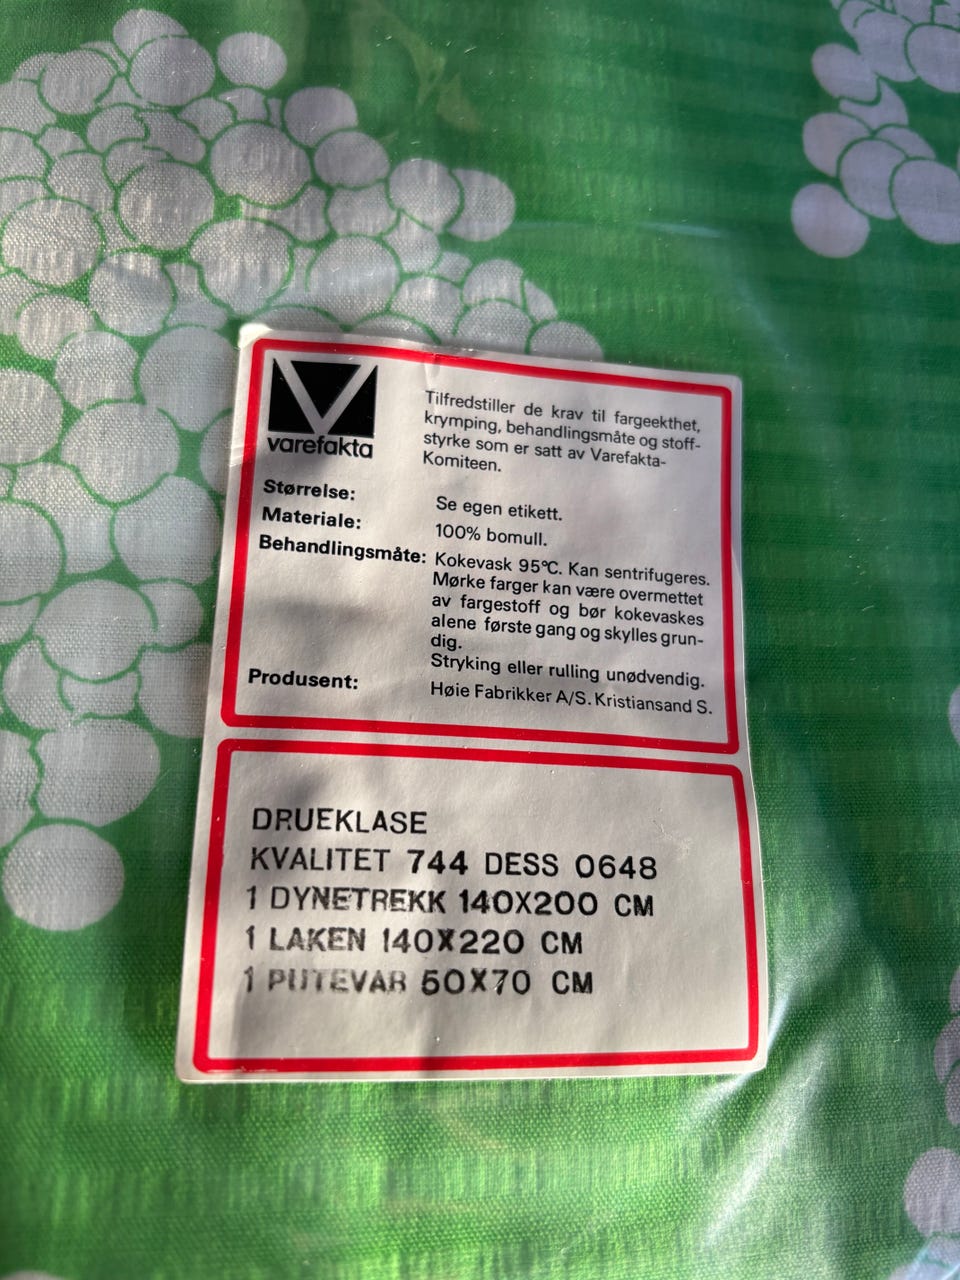 varefakta
Tilfredstiller de krav til fargeekthet,
krymping, behandlingsmåte og stoff-
styrke som er satt av Varefakta-
Komiteen.
Størrelse: Se egen etikett.
Materiale: 100% bomull.
Behandlingsmåte: Kokevask 95°C. Kan sentrifugeres.
Mørke farger kan være overmettet
av fargestoff og bør kokevaskes
alene første gang og skylles grun-
dig.
Stryking eller rulling unødvendig.
Produsent: Høie Fabrikker A/S. Kristiansand S.
DRUEKLASE
KVALITET 744 DESS 0648
1 DYNETREKK 140X200 CM
1 LAKEN 140X220 CM
1 PUTEVAR 50X70 CM